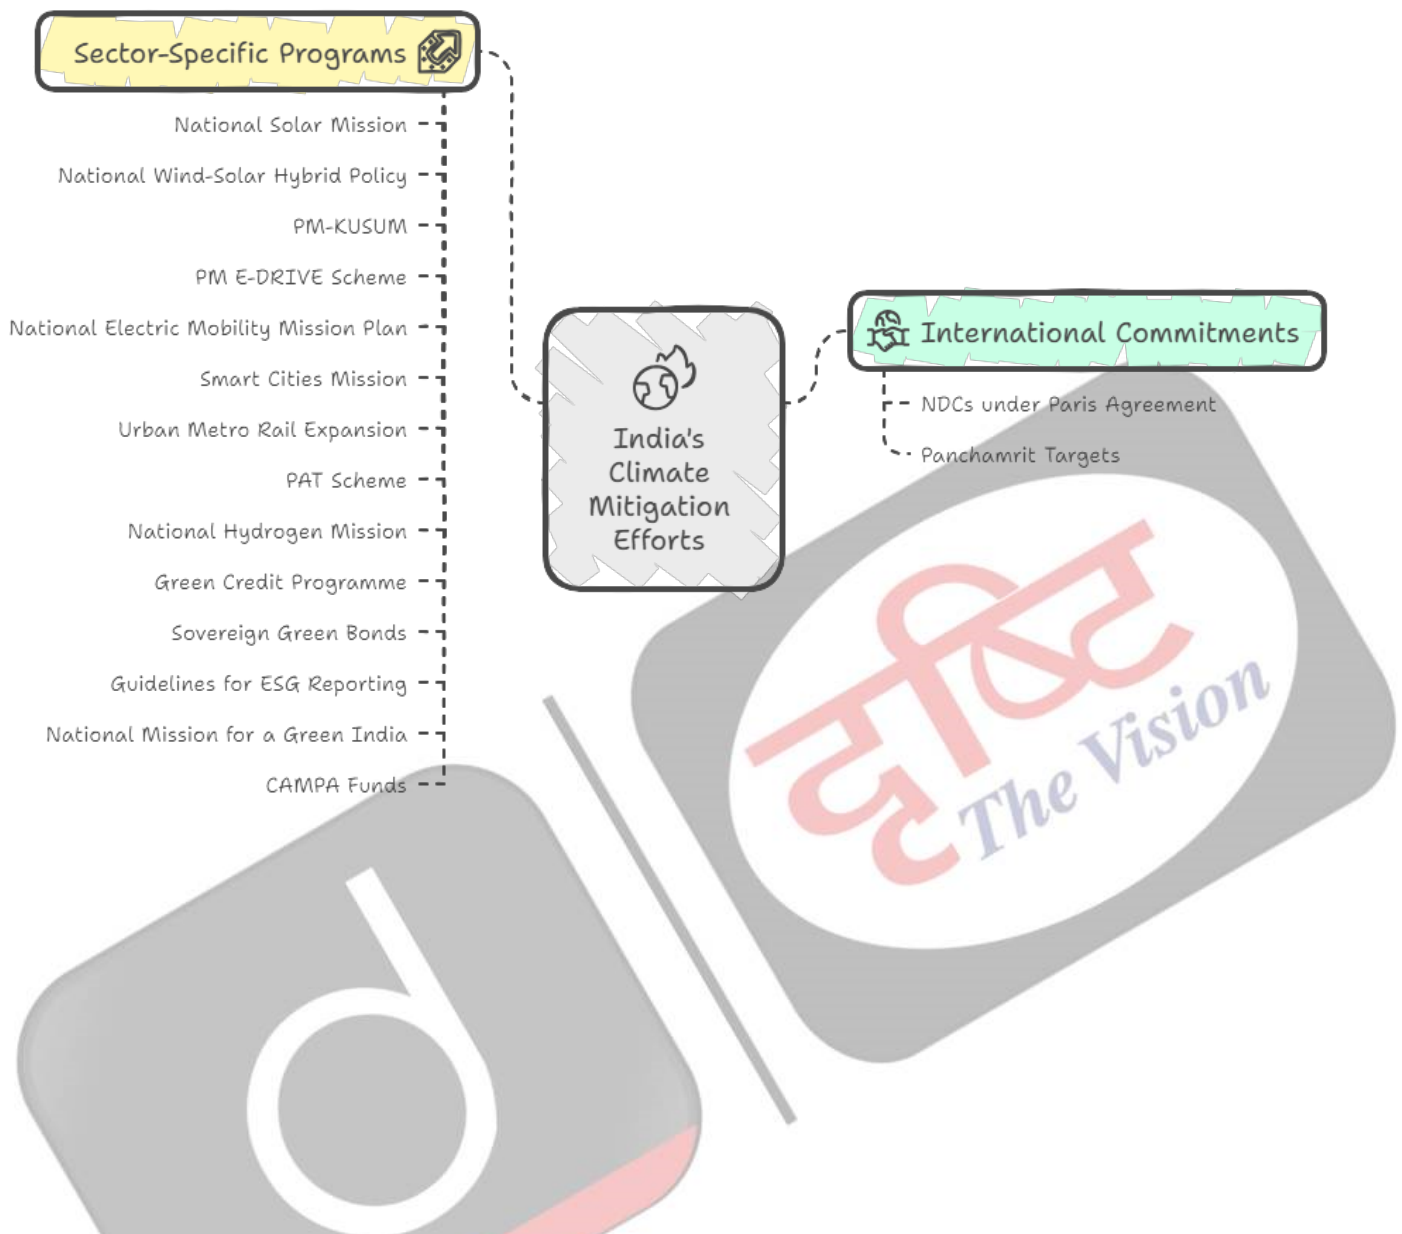 Sector-Specific Programs
National Solar Mission
National Wind-Solar Hybrid Policy
PM-KUSUM
PM E-DRIVE Scheme
National Electric Mobility Mission Plan
Smart Cities Mission
Urban Metro Rail Expansion
PAT Scheme
National Hydrogen Mission
Green Credit Programme
Sovereign Green Bonds
Guidelines for ESG Reporting
National Mission for a Green India
CAMPA Funds
India's
Climate
Mitigation
Efforts
International Commitments
NDCs under Paris Agreement
Panchamrit Targets
दृष्टि
The Vision
d